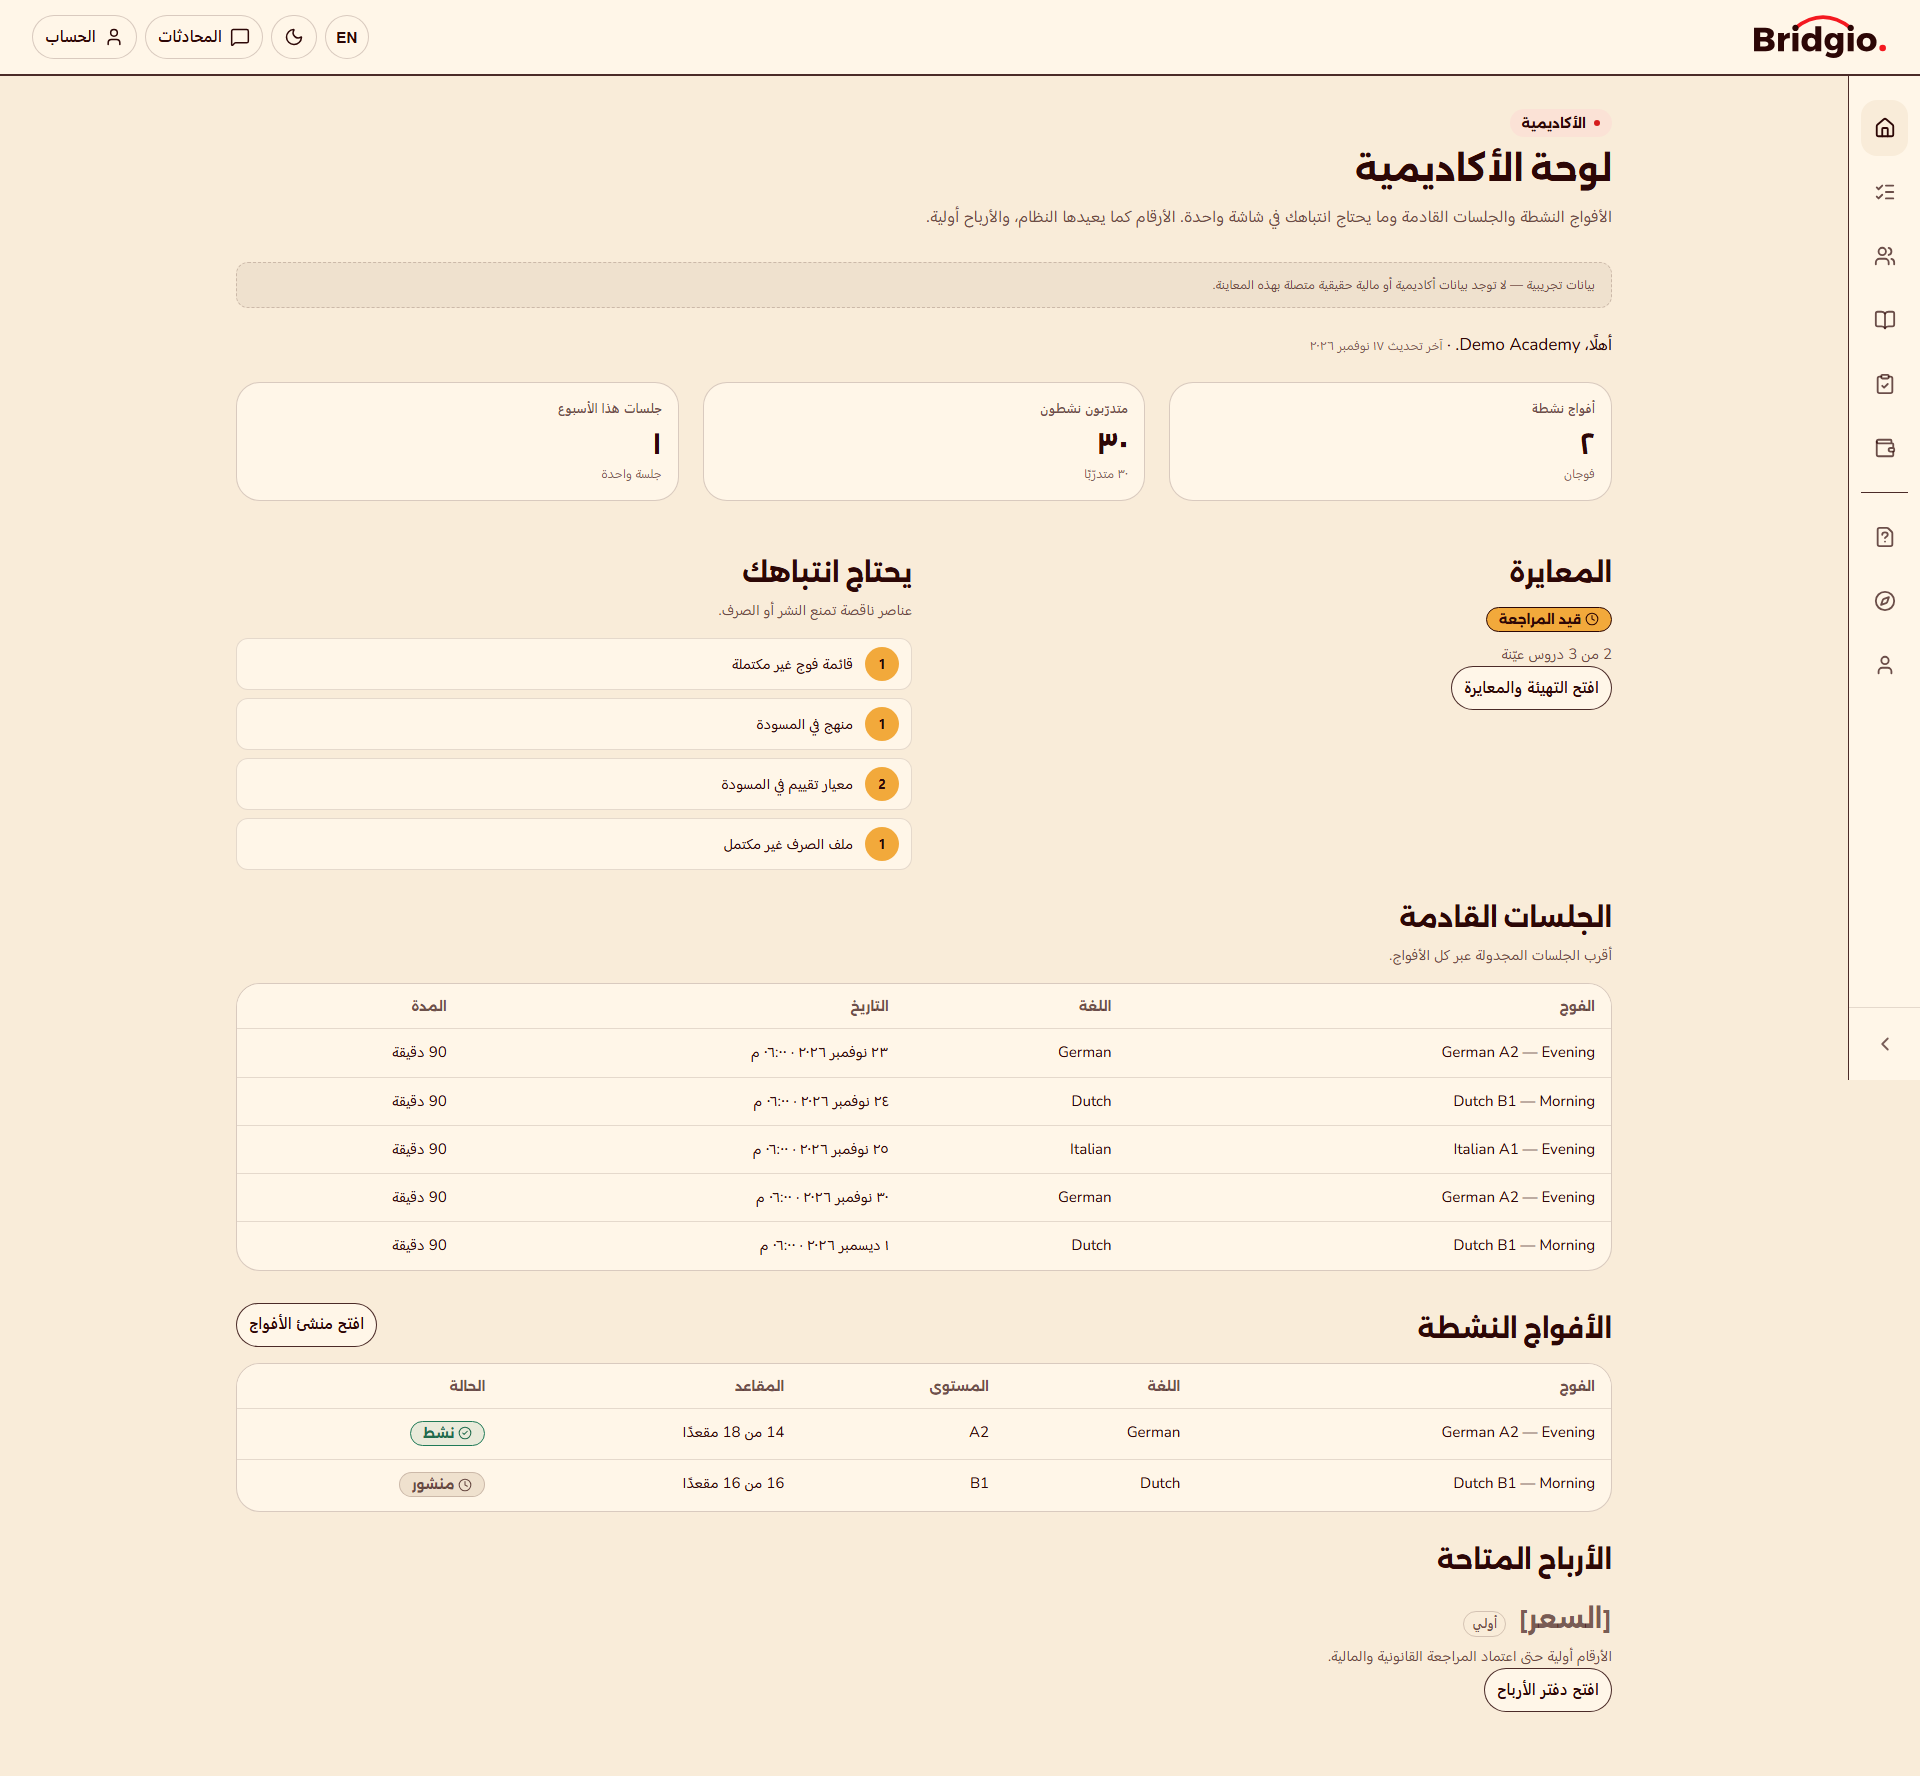 Bridgio.
EN
المحادثات
الحساب
الأكاديمية
لوحة الأكاديمية
الأفواج النشطة والجلسات القادمة وما يحتاج انتباهك في شاشة واحدة. الأرقام كما يعيدها النظام، والأرباح أولية.
بيانات تجريبية — لا توجد بيانات أكاديمية أو مالية حقيقية متصلة بهذه المعاينة.
أهلًا، Demo Academy. · آخر تحديث ١٧ نوفمبر ٢٠٢٦
أفواج نشطة
٢
فوجان
متدرّبون نشطون
٣٠
٣٠ متدرّبًا
جلسات هذا الأسبوع
١
جلسة واحدة
المعايرة
قيد المراجعة
2 من 3 دروس عيّنة
افتح التهيئة والمعايرة
يحتاج انتباهك
عناصر ناقصة تمنع النشر أو الصرف.
1 قائمة فوج غير مكتملة
1 منهج في المسودة
2 معيار تقييم في المسودة
1 ملف الصرف غير مكتمل
الجلسات القادمة
أقرب الجلسات المجدولة عبر كل الأفواج.
الفوج اللغة التاريخ المدة
German A2 — Evening German ٢٣ نوفمبر ٢٠٢٦ · ٠٦:٠٠ م 90 دقيقة
Dutch B1 — Morning Dutch ٢٤ نوفمبر ٢٠٢٦ · ٠٦:٠٠ م 90 دقيقة
Italian A1 — Evening Italian ٢٥ نوفمبر ٢٠٢٦ · ٠٦:٠٠ م 90 دقيقة
German A2 — Evening German ٣٠ نوفمبر ٢٠٢٦ · ٠٦:٠٠ م 90 دقيقة
Dutch B1 — Morning Dutch ١ ديسمبر ٢٠٢٦ · ٠٦:٠٠ م 90 دقيقة
الأفواج النشطة
افتح منشئ الأفواج
الفوج اللغة المستوى المقاعد الحالة
German A2 — Evening German A2 14 من 18 مقعدًا نشط
Dutch B1 — Morning Dutch B1 16 من 16 مقعدًا منشور
الأرباح المتاحة
[السعر] أولي
الأرقام أولية حتى اعتماد المراجعة القانونية والمالية.
افتح دفتر الأرباح